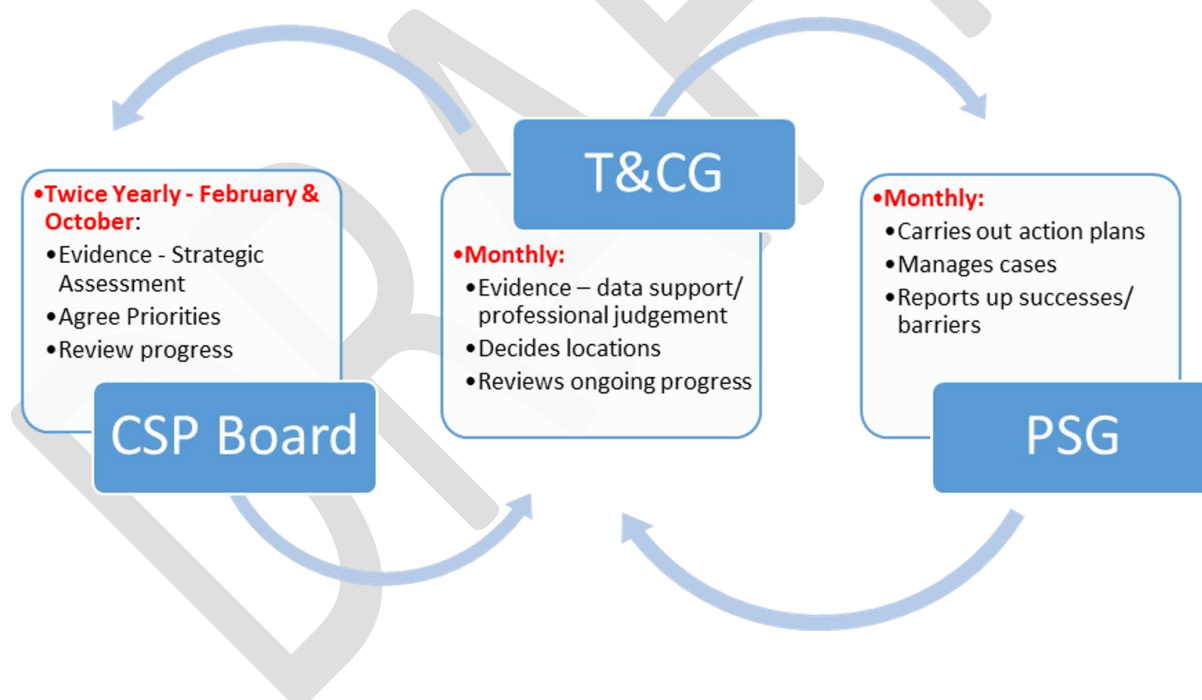 •Twice Yearly - February &
October:
•Evidence - Strategic
Assessment
•Agree Priorities
•Review progress
CSP Board
T&CG
•Monthly:
•Evidence – data support/
professional judgement
•Decides locations
•Reviews ongoing progress
•Monthly:
•Carries out action plans
•Manages cases
•Reports up successes/
barriers
PSG